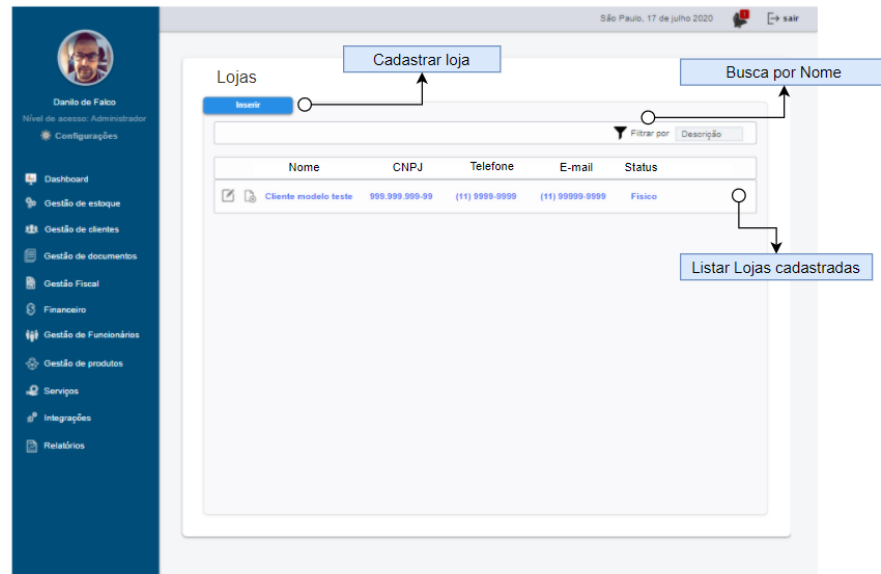 São Paulo, 17 de julho 2020
sair
Cadastrar loja
Busca por Nome
Lojas
Inserir
Filtrar por
Descrição
Danilo de Falco
Nível de acesso: Administrador
Configurações
Dashboard
Gestão de estoque
Gestão de clientes
Gestão de documentos
Gestão Fiscal
Financeiro
Gestão de Funcionários
Gestão de produtos
Serviços
Integrações
Relatórios
Nome CNPJ Telefone E-mail Status
Cliente modelo teste 999.999.999-99 (11) 9999-9999 (11) 99999-9999 Físico
Listar Lojas cadastradas